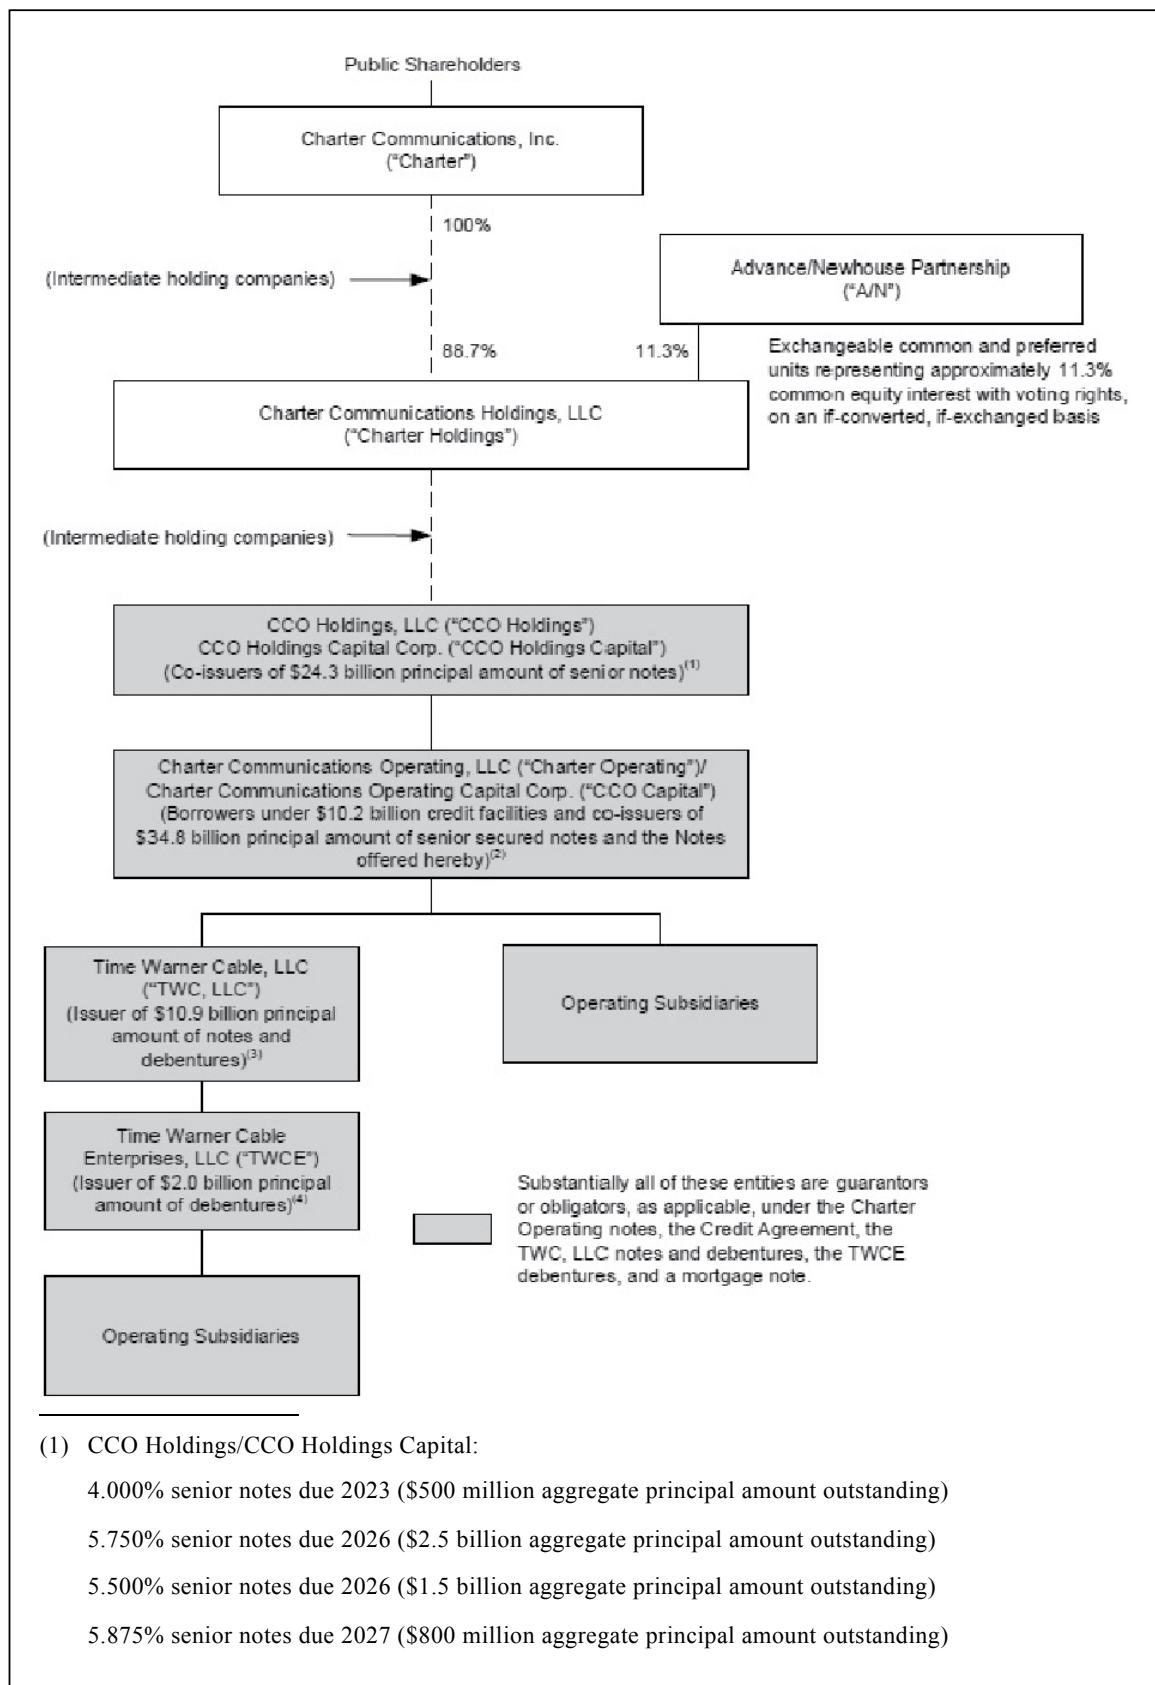 Public Shareholders
Charter Communications, Inc.
(“Charter”)
100%
(Intermediate holding companies)
Advance/Newhouse Partnership
(“A/N”)
88.7%
11.3%
Exchangeable common and preferred
units representing approximately 11.3%
common equity interest with voting rights,
on an if-converted, if-exchanged basis
Charter Communications Holdings, LLC
(“Charter Holdings”)
(Intermediate holding companies)
CCO Holdings, LLC (“CCO Holdings”)
CCO Holdings Capital Corp. (“CCO Holdings Capital”)
(Co-issuers of $24.3 billion principal amount of senior notes)(1)
Charter Communications Operating, LLC (“Charter Operating”)/
Charter Communications Operating Capital Corp. (“CCO Capital”)
(Borrowers under $10.2 billion credit facilities and co-issuers of
$34.8 billion principal amount of senior secured notes and the Notes
offered hereby)(2)
Time Warner Cable, LLC
(“TWC, LLC”)
(Issuer of $10.9 billion principal
amount of notes and
debentures)(3)
Operating Subsidiaries
Time Warner Cable
Enterprises, LLC (“TWCE”)
(Issuer of $2.0 billion principal
amount of debentures)(4)
Substantially all of these entities are guarantors
or obligators, as applicable, under the Charter
Operating notes, the Credit Agreement, the
TWC, LLC notes and debentures, the TWCE
debentures, and a mortgage note.
Operating Subsidiaries
(1) CCO Holdings/CCO Holdings Capital:
4.000% senior notes due 2023 ($500 million aggregate principal amount outstanding)
5.750% senior notes due 2026 ($2.5 billion aggregate principal amount outstanding)
5.500% senior notes due 2026 ($1.5 billion aggregate principal amount outstanding)
5.875% senior notes due 2027 ($800 million aggregate principal amount outstanding)